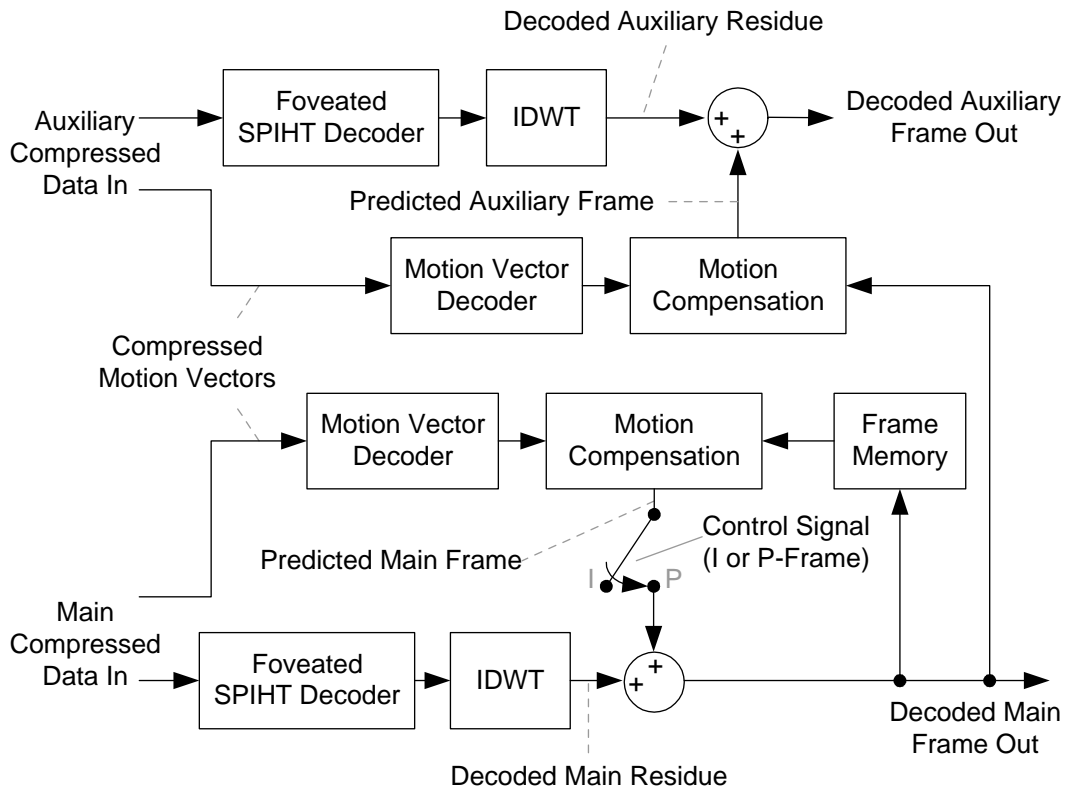 Decoded Auxiliary Residue
Foveated
SPIHT Decoder
IDWT
+
+
Decoded Auxiliary
Frame Out
Auxiliary
Compressed
Data In
Predicted Auxiliary Frame
Motion Vector
Decoder
Motion
Compensation
Compressed
Motion Vectors
Motion Vector
Decoder
Motion
Compensation
Frame
Memory
Predicted Main Frame
Control Signal
(I or P-Frame)
I
P
Main
Compressed
Data In
Foveated
SPIHT Decoder
IDWT
+
+
Decoded Main
Frame Out
Decoded Main Residue